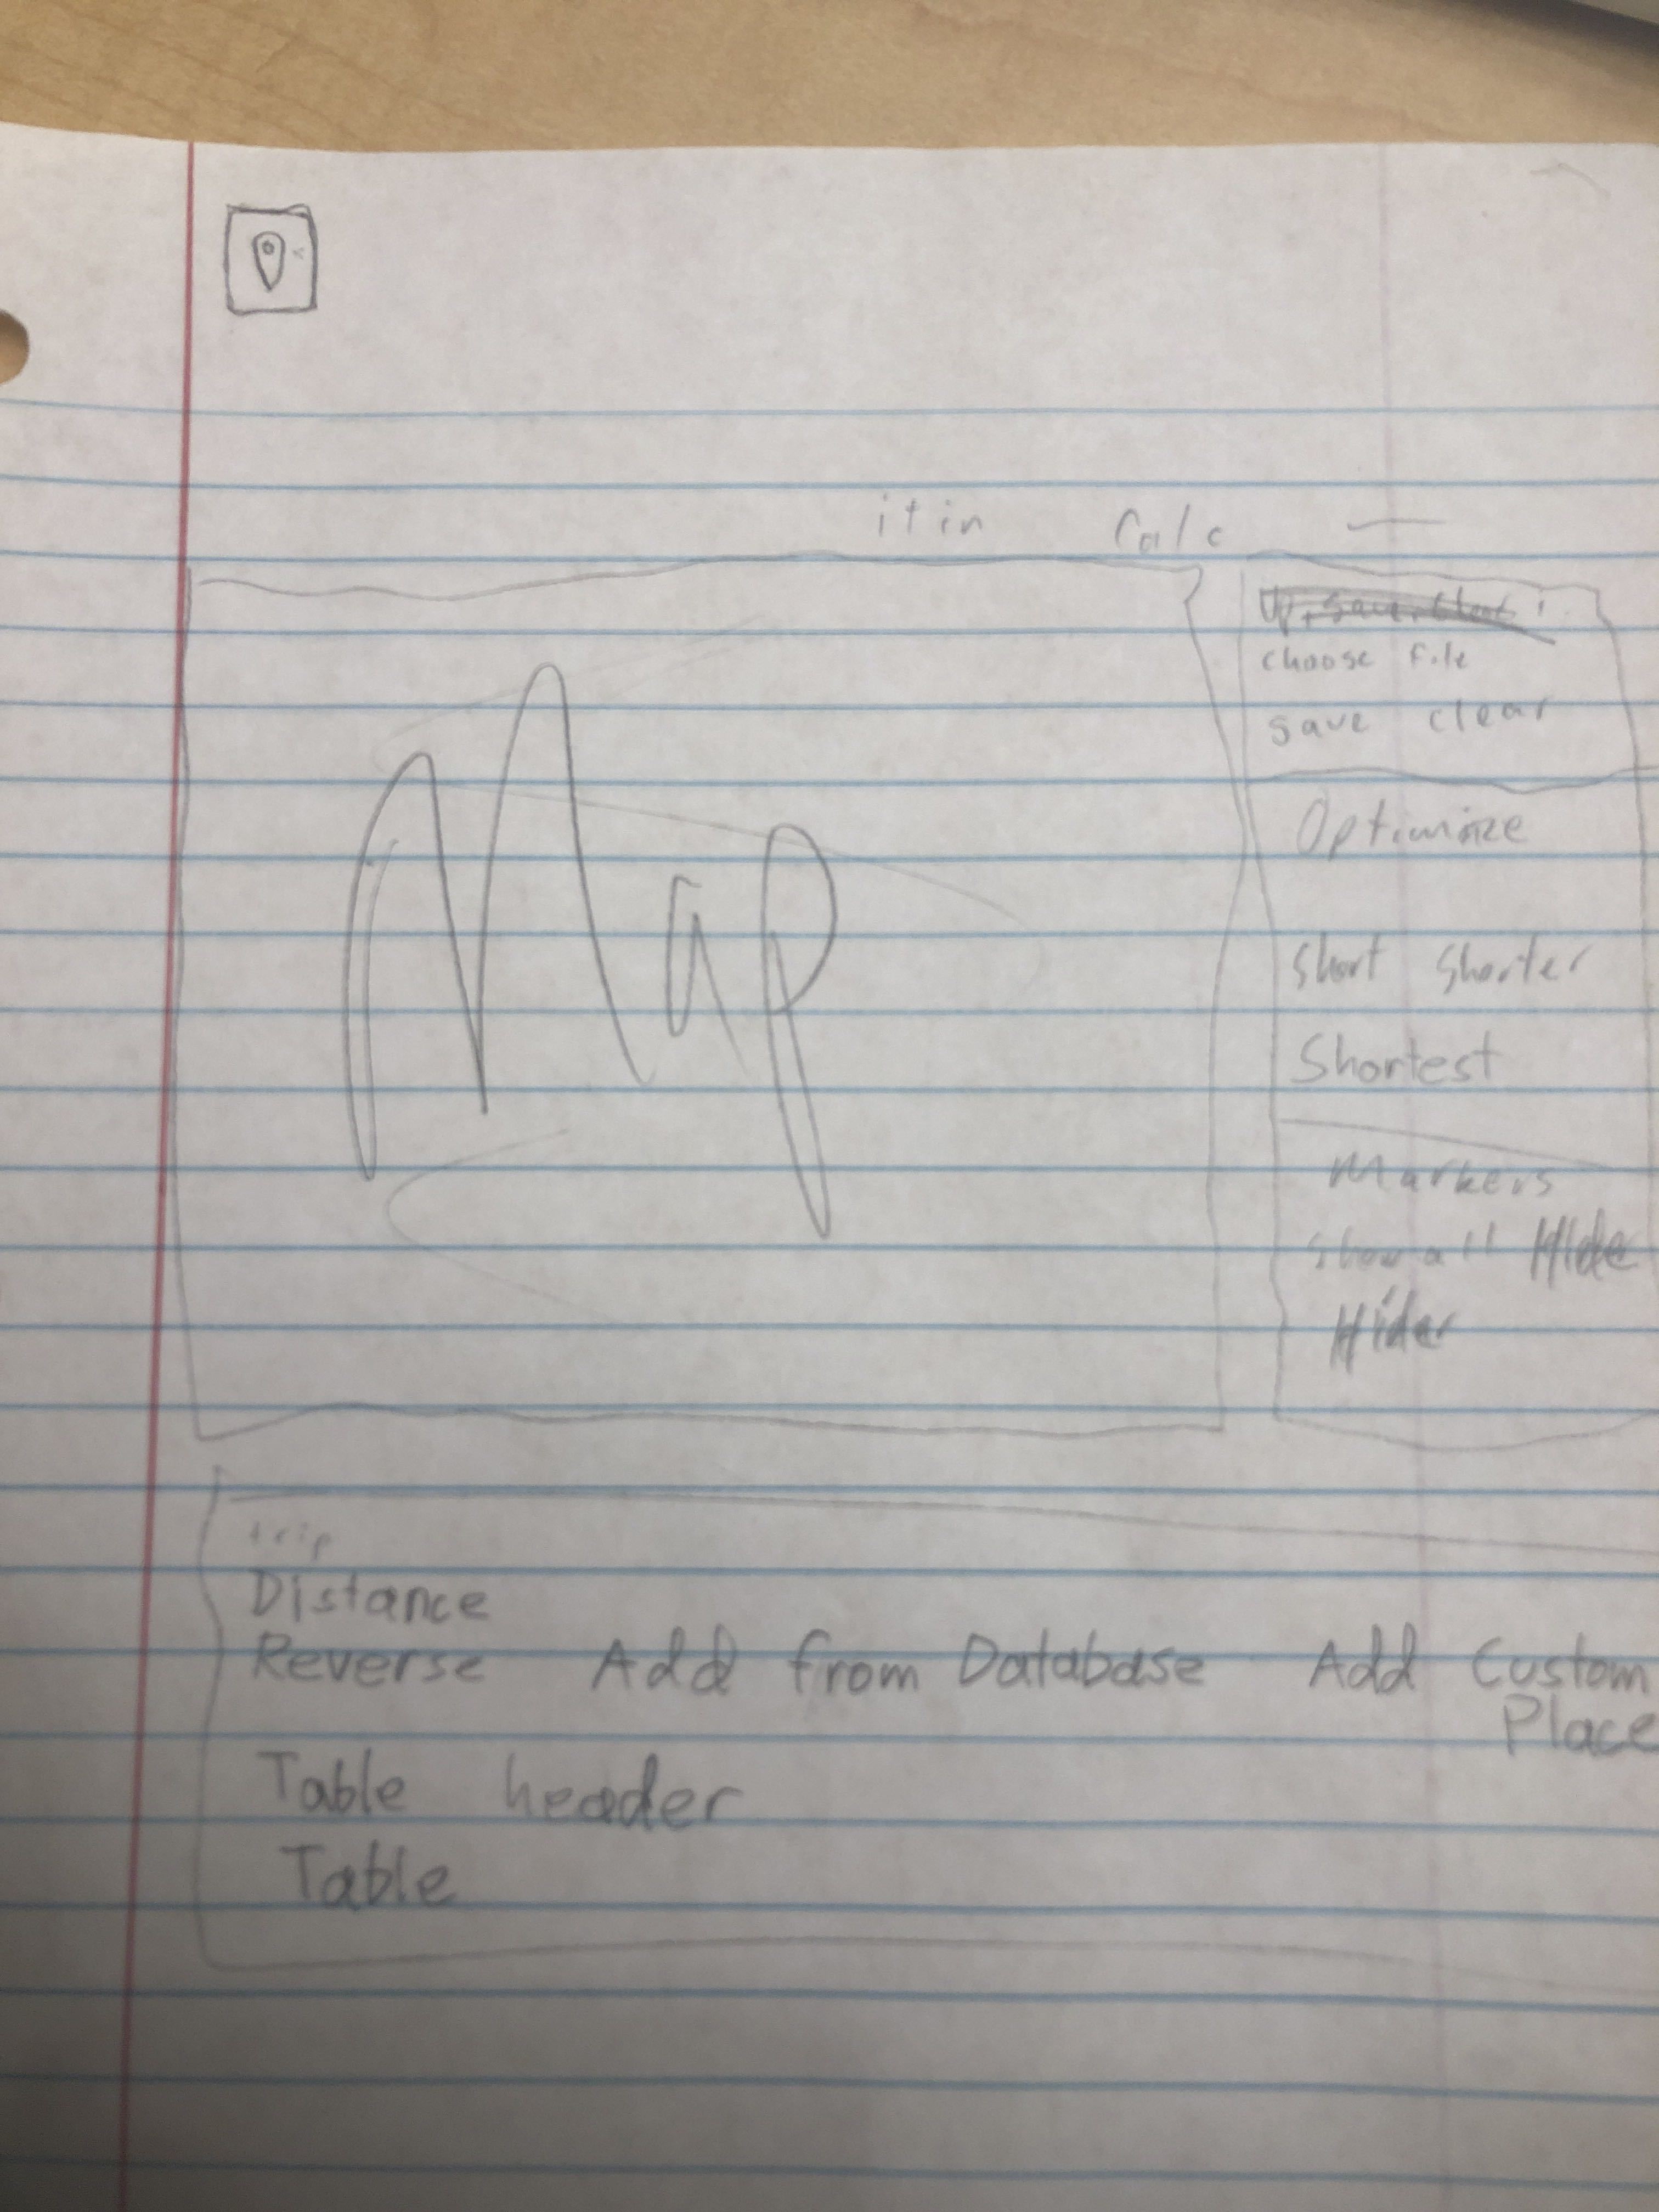 itin Calc
choose file
save clear
Optimize
Short Shorter
Shortest
Map
Markers
Show all Hide
Hider
trip
Distance
Reverse Add from Database Add Custom
Place
Table header
Table